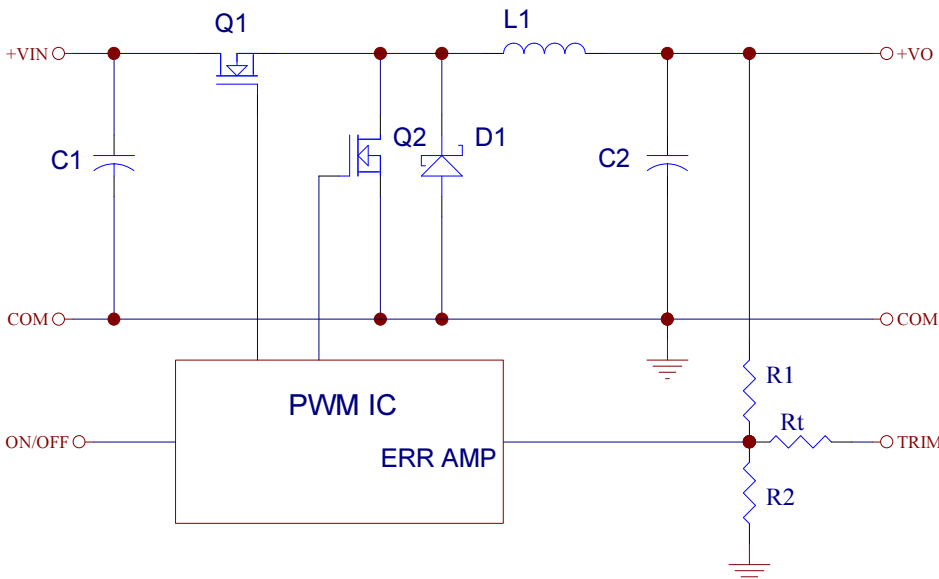 Q1
L1
+VIN
+VO
C1
Q2
D1
C2
COM
COM
R1
PWM IC
Rt
ON/OFF
ERR AMP
TRIM
R2